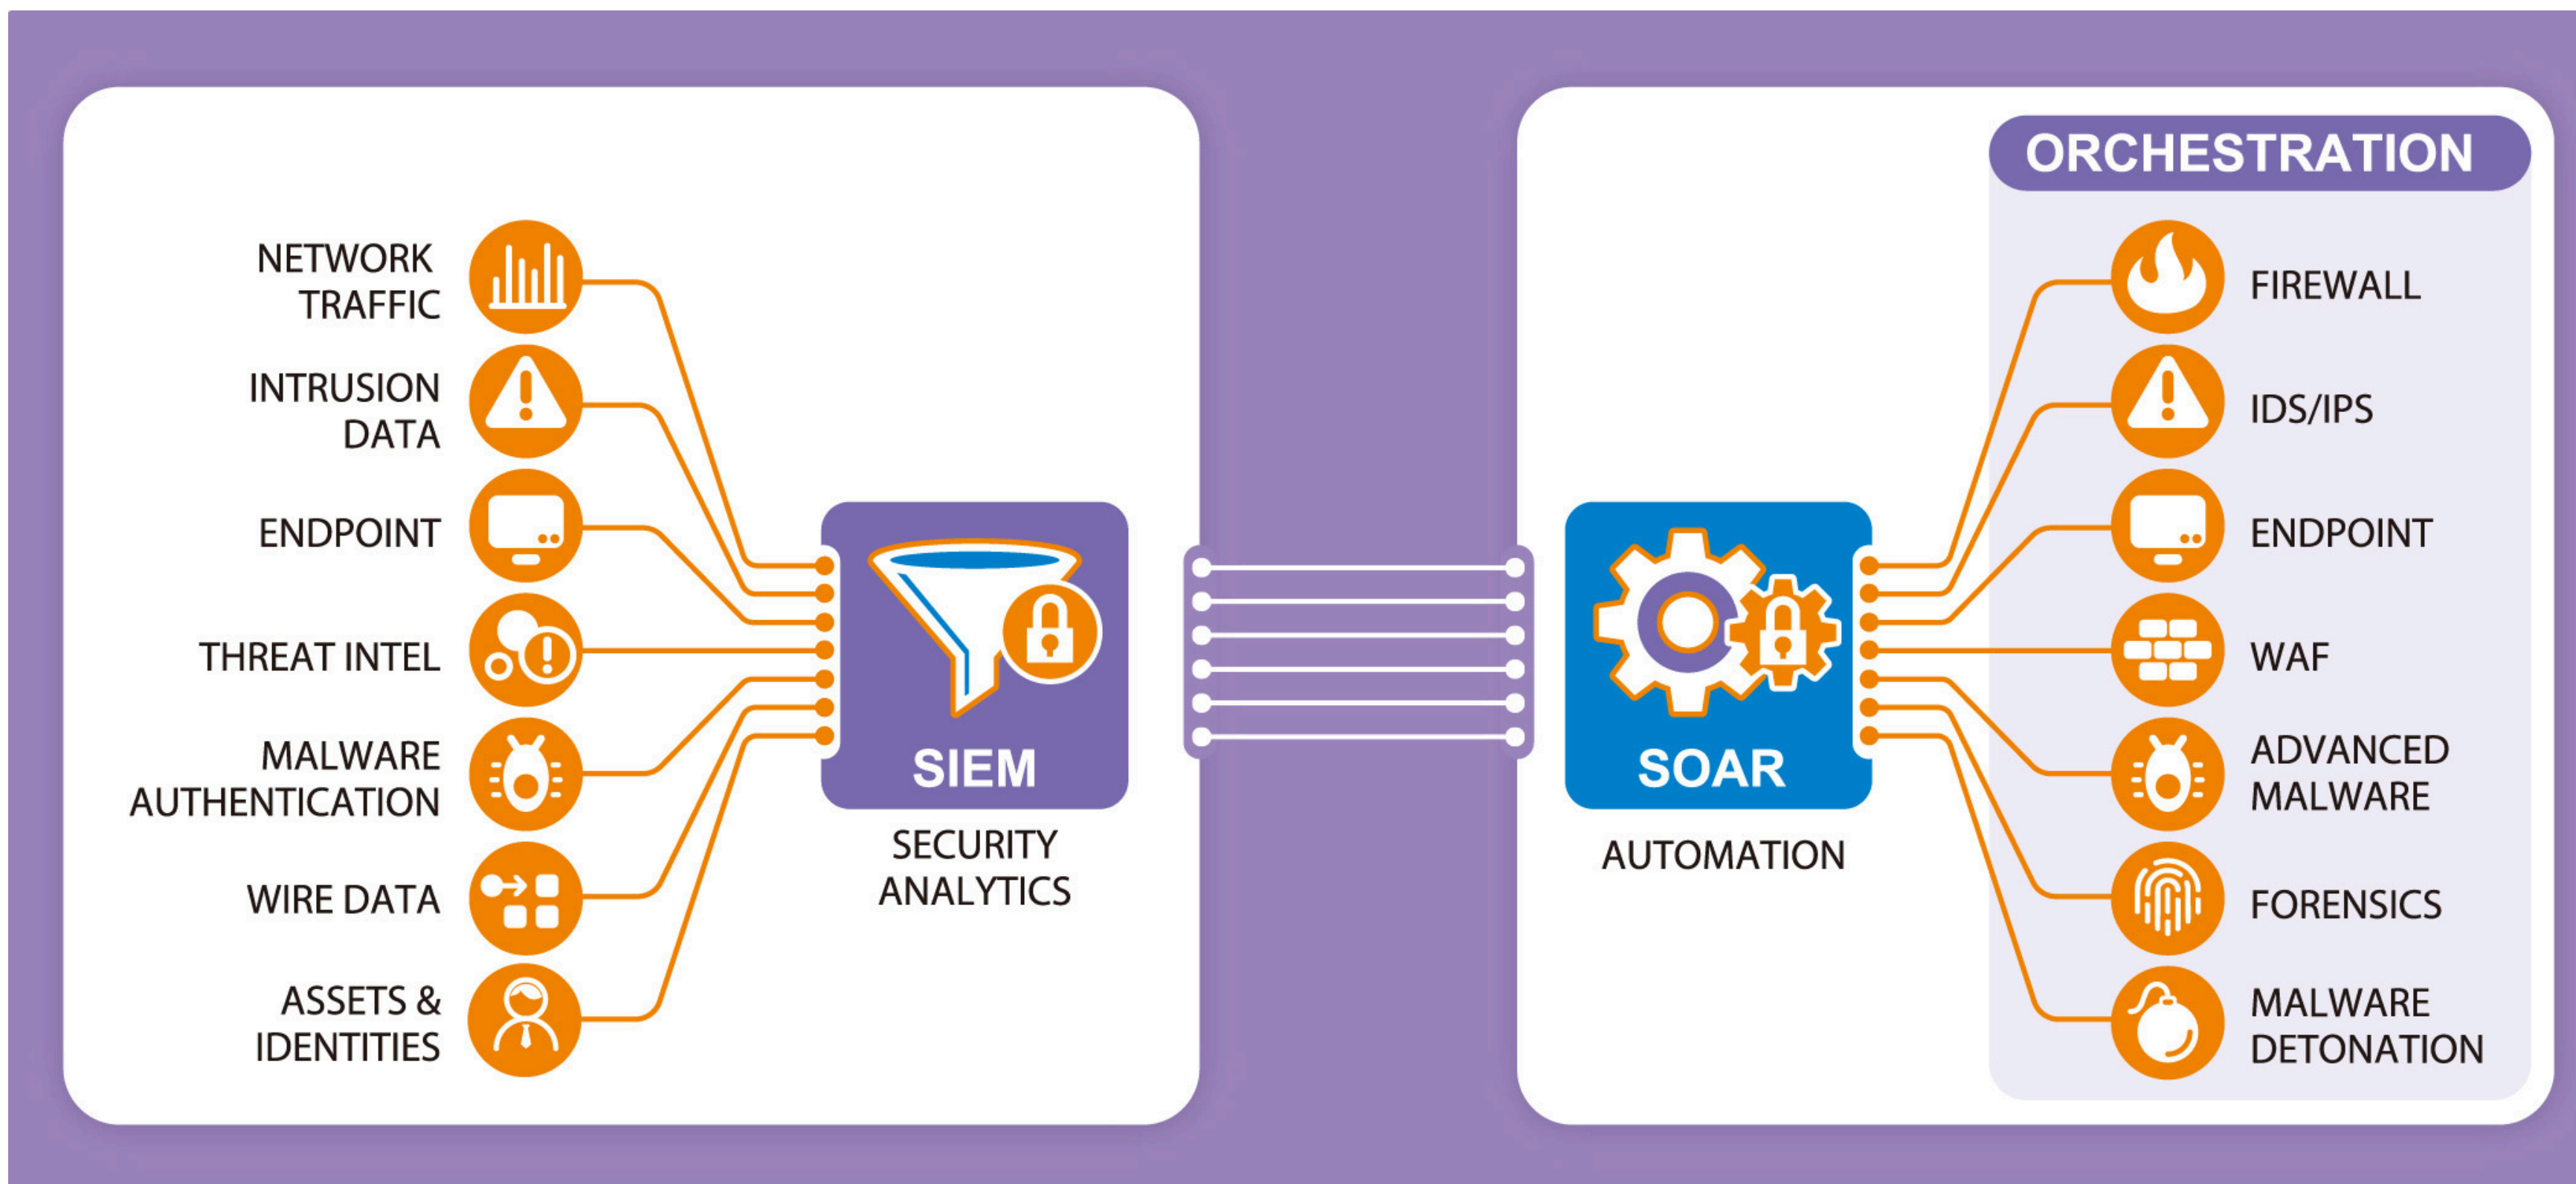 NETWORK
TRAFFIC
INTRUSION
DATA
ENDPOINT
THREAT INTEL
MALWARE
AUTHENTICATION
WIRE DATA
ASSETS &
IDENTITIES
SIEM
SECURITY
ANALYTICS
SOAR
AUTOMATION
ORCHESTRATION
FIREWALL
IDS/IPS
ENDPOINT
WAF
ADVANCED
MALWARE
FORENSICS
MALWARE
DETONATION